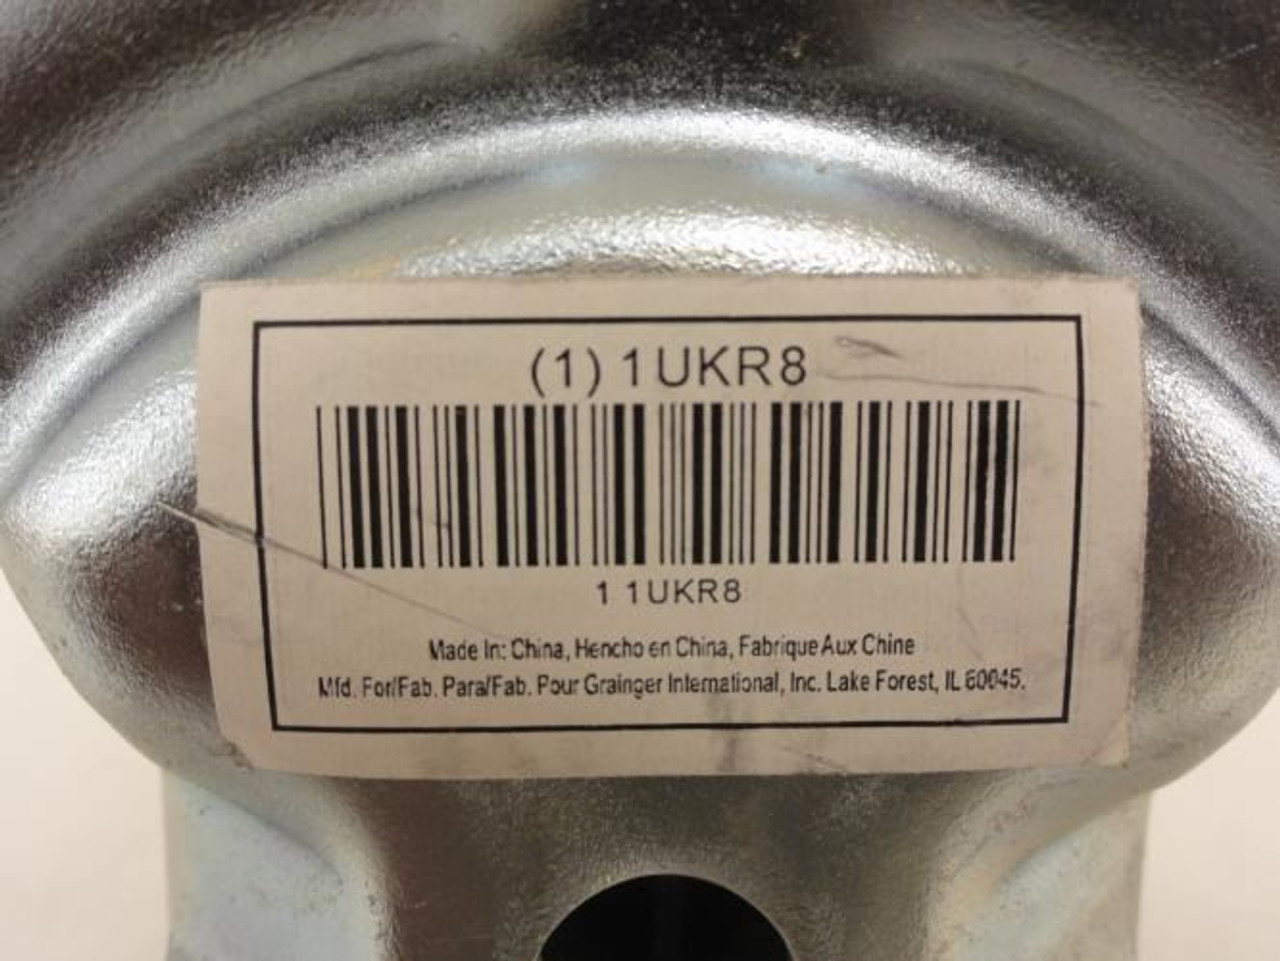 (1) 1UKR8
1 1UKR8
Made In: China, Hencho en China, Fabrique Aux Chine
Mfd. For/Fab. Para/Fab. Pour Grainger International, Inc. Lake Forest, IL 60045.